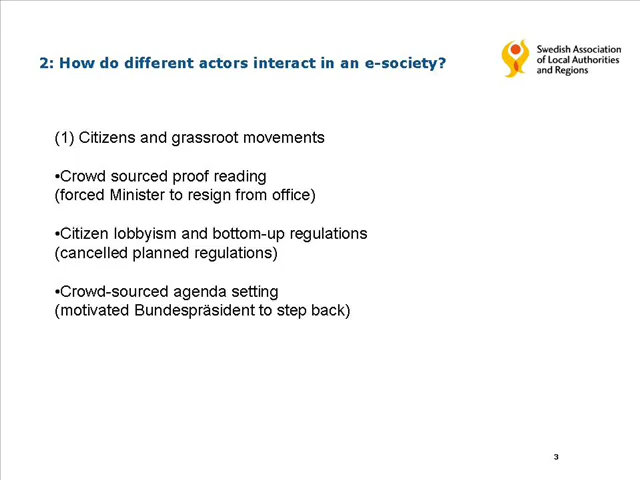 2: How do different actors interact in an e-society?
Swedish Association
of Local Authorities
and Regions
(1) Citizens and grassroot movements
•Crowd sourced proof reading
(forced Minister to resign from office)
•Citizen lobbyism and bottom-up regulations
(cancelled planned regulations)
•Crowd-sourced agenda setting
(motivated Bundespräsident to step back)
3